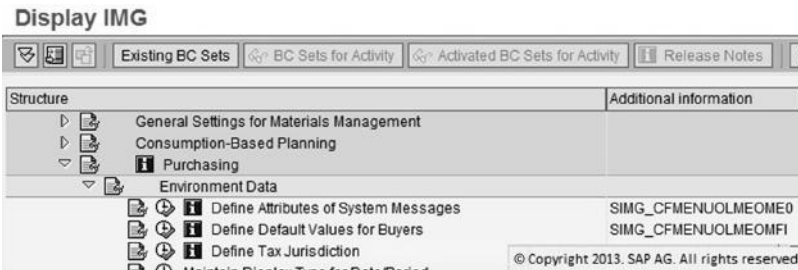 Display IMG
Existing BC Sets BC Sets for Activity Activated BC Sets for Activity Release Notes
Structure Additional information
General Settings for Materials Management
Consumption-Based Planning
Purchasing
Environment Data
Define Attributes of System Messages SIMG_CFMENUOLMEOME0
Define Default Values for Buyers SIMG_CFMENUOLMEOMFI
Define Tax Jurisdiction
© Copyright 2013. SAP AG. All rights reserved